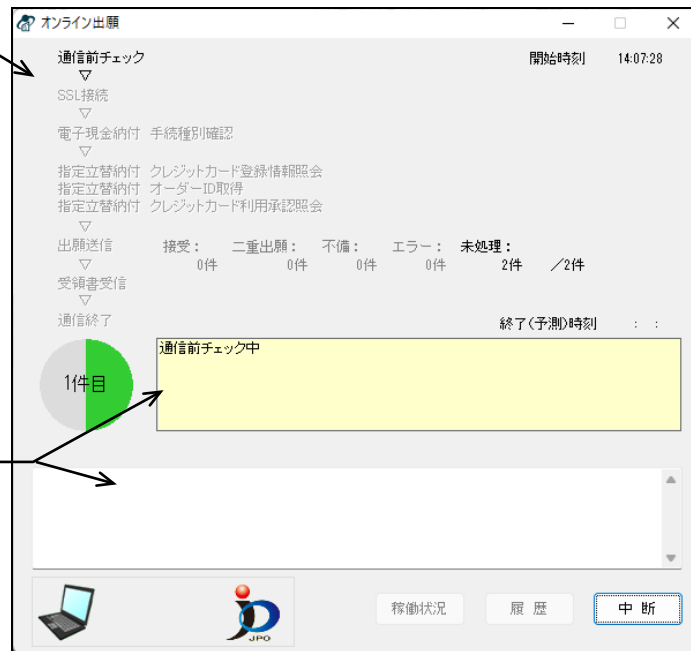 オンライン出願
通信前チェック 開始時刻 14:07:28
▽
SSL接続
▽
電子現金納付 手続種別確認
▽
指定立替納付 クレジットカード登録情報照会
指定立替納付 オーダーID取得
指定立替納付 クレジットカード利用承認照会
▽
出願送信 接受： 二重出願： 不備： エラー： 未処理：
▽ 0件 0件 0件 0件 2件 ／2件
受領書受信
▽
通信終了 終了(予測)時刻 : :
通信前チェック中
1件目
JPO
稼働状況 履 歴 中 断